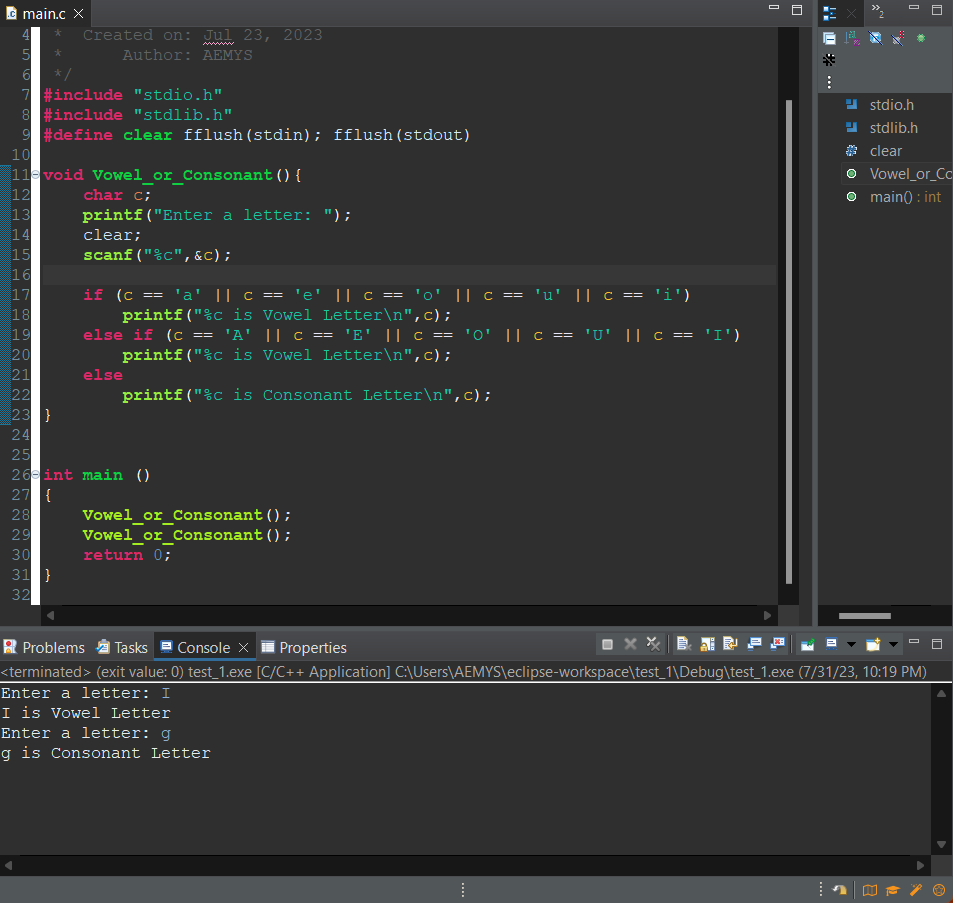 main.c
2
4 * Created on: Jul 23, 2023
5 * Author: AEMYS
6 */
7 #include "stdio.h"
8 #include "stdlib.h"
9 #define clear fflush(stdin); fflush(stdout)
10
11 void Vowel_or_Consonant(){
12 char c;
13 printf("Enter a letter: ");
14 clear;
15 scanf("%c",&c);
16
17 if (c == 'a' || c == 'e' || c == 'o' || c == 'u' || c == 'i')
18 printf("%c is Vowel Letter\n",c);
19 else if (c == 'A' || c == 'E' || c == 'O' || c == 'U' || c == 'I')
20 printf("%c is Vowel Letter\n",c);
21 else
22 printf("%c is Consonant Letter\n",c);
23 }
24
25
26 int main ()
27 {
28 Vowel_or_Consonant();
29 Vowel_or_Consonant();
30 return 0;
31 }
32
stdio.h
stdlib.h
clear
Vowel_or_Co
main() : int
Problems Tasks Console Properties
<terminated> (exit value: 0) test_1.exe [C/C++ Application] C:\Users\AEMYS\eclipse-workspace\test_1\Debug\test_1.exe (7/31/23, 10:19 PM)
Enter a letter: I
I is Vowel Letter
Enter a letter: g
g is Consonant Letter